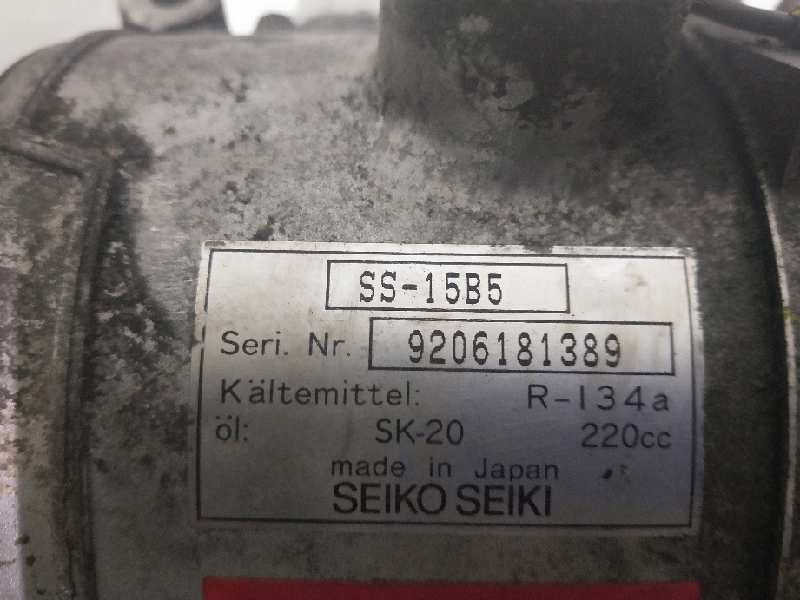 SS-15B5
Seri. Nr. 9206181389
Kältemittel: R-134a
öl: SK-20 220cc
made in Japan
SEIKO SEIKI